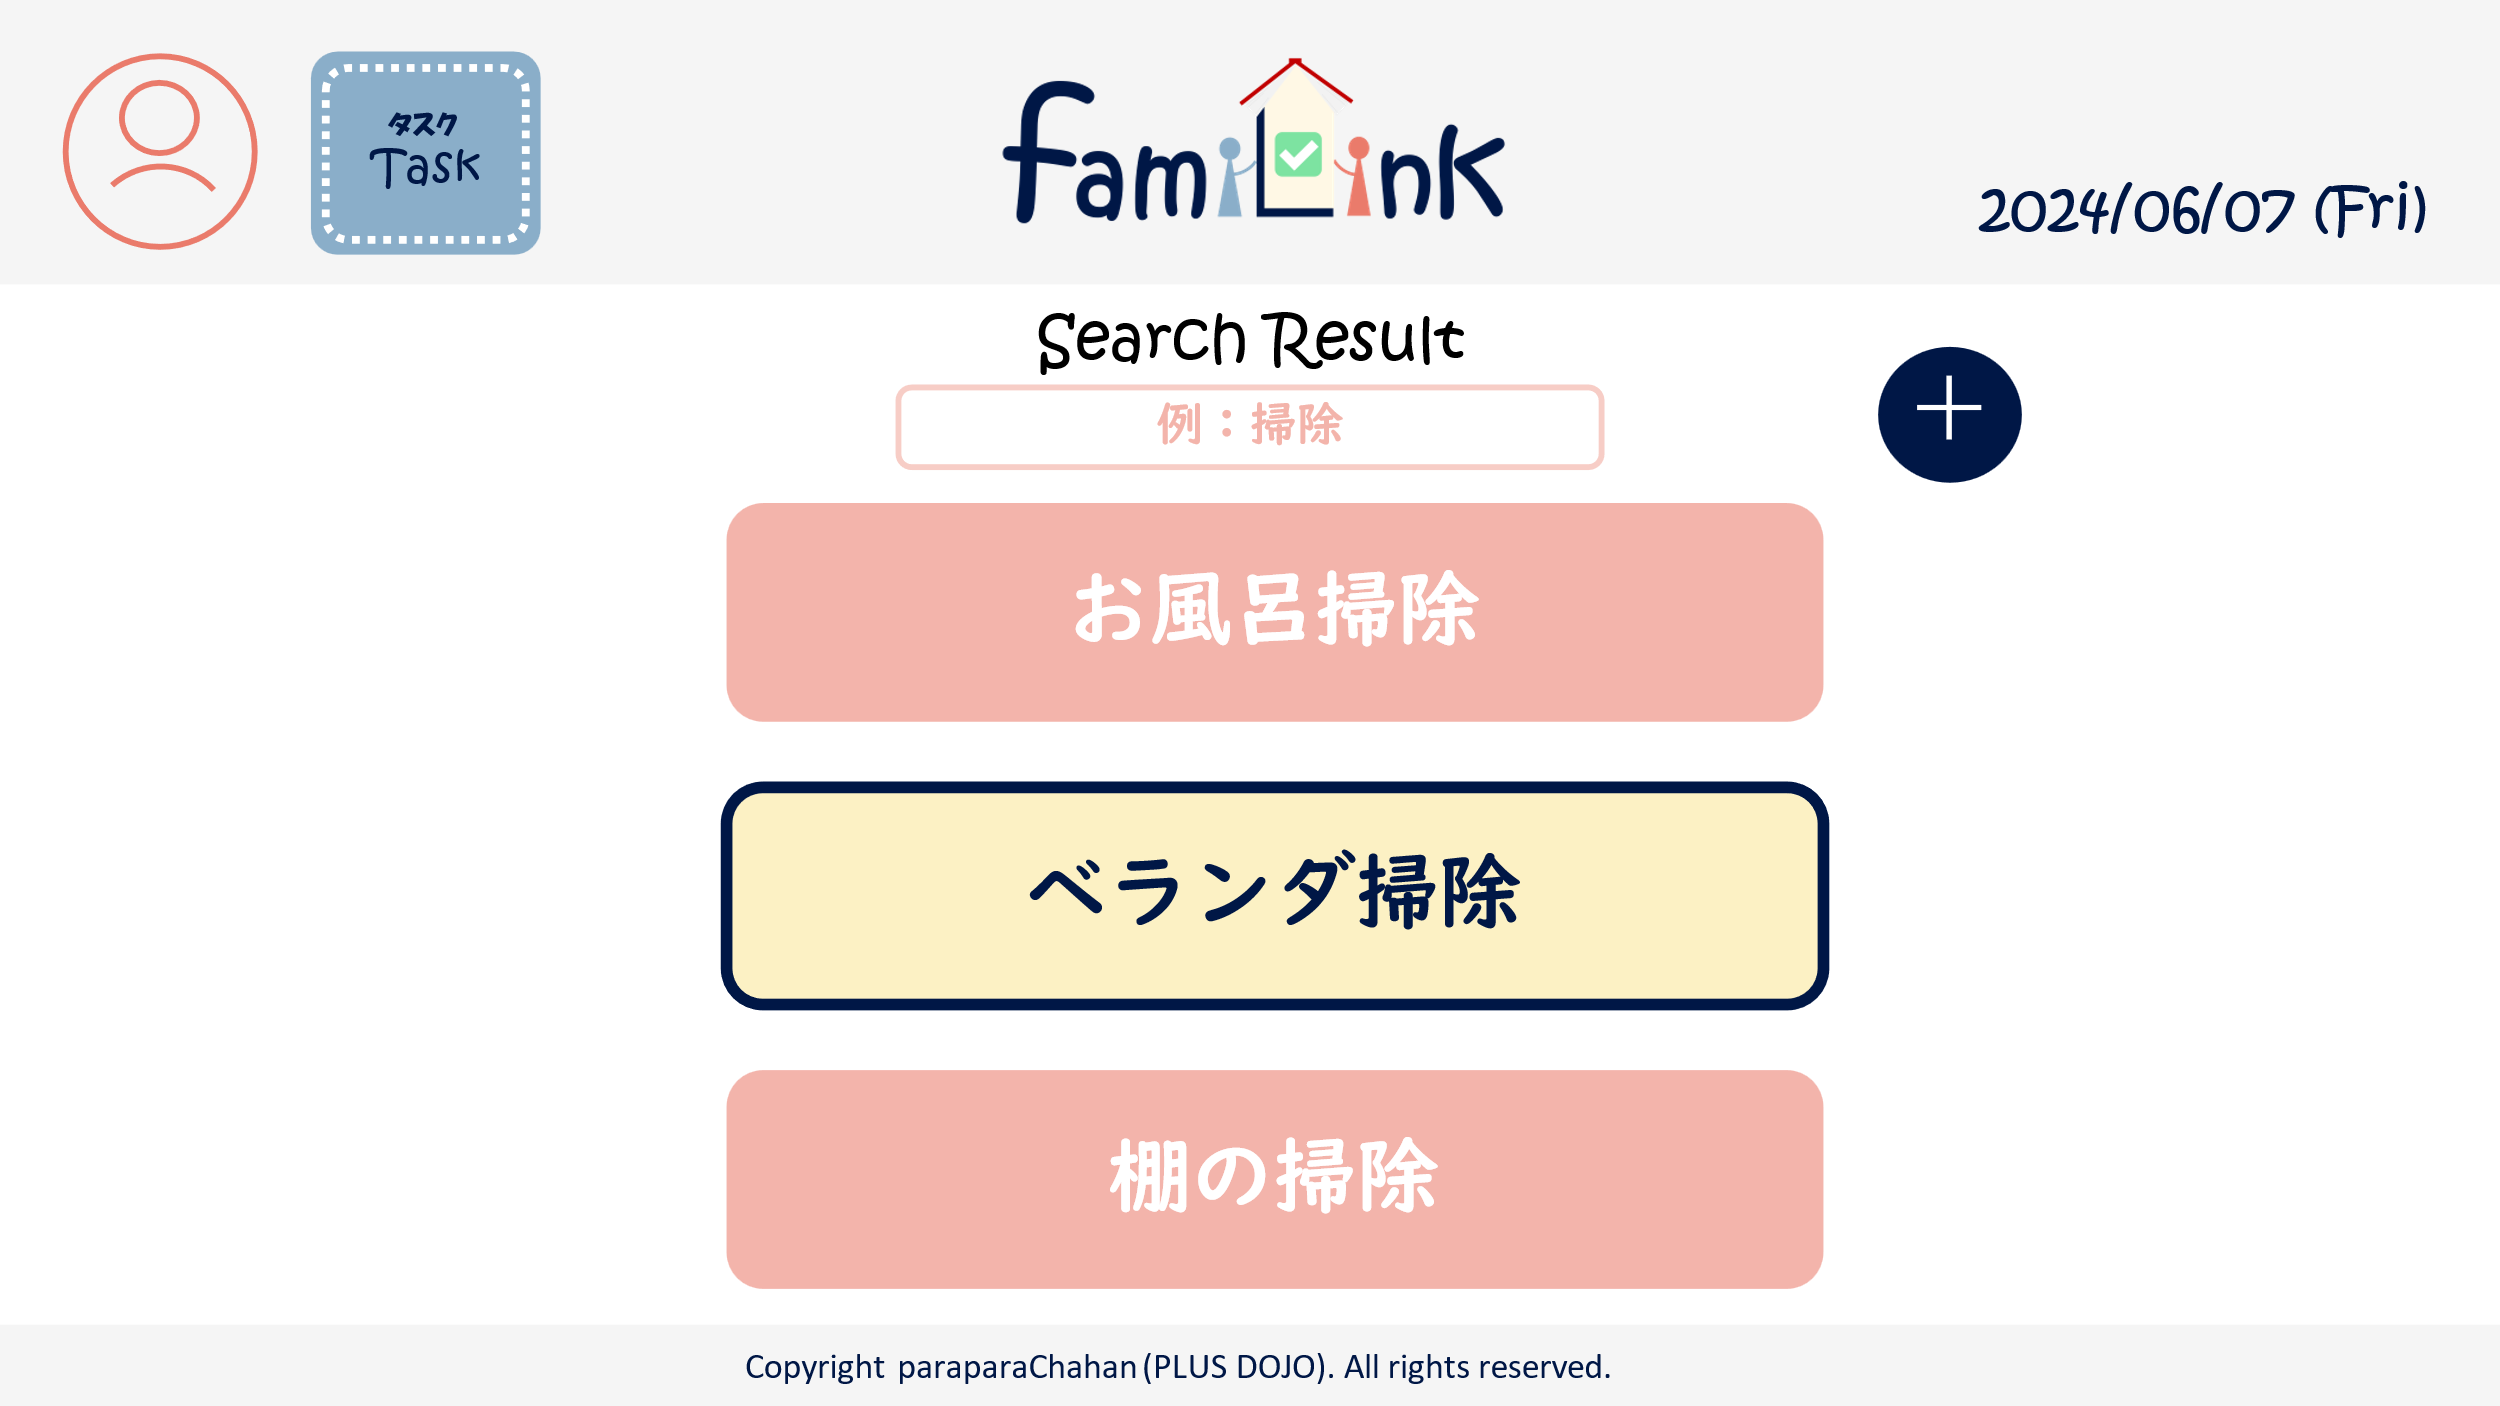 タスク
Task
FamLink
2024/06/07 (Fri)
Search Result
例：掃除
お風呂掃除
ベランダ掃除
棚の掃除
Copyright paraparaChahan(PLUS DOJO). All rights reserved.